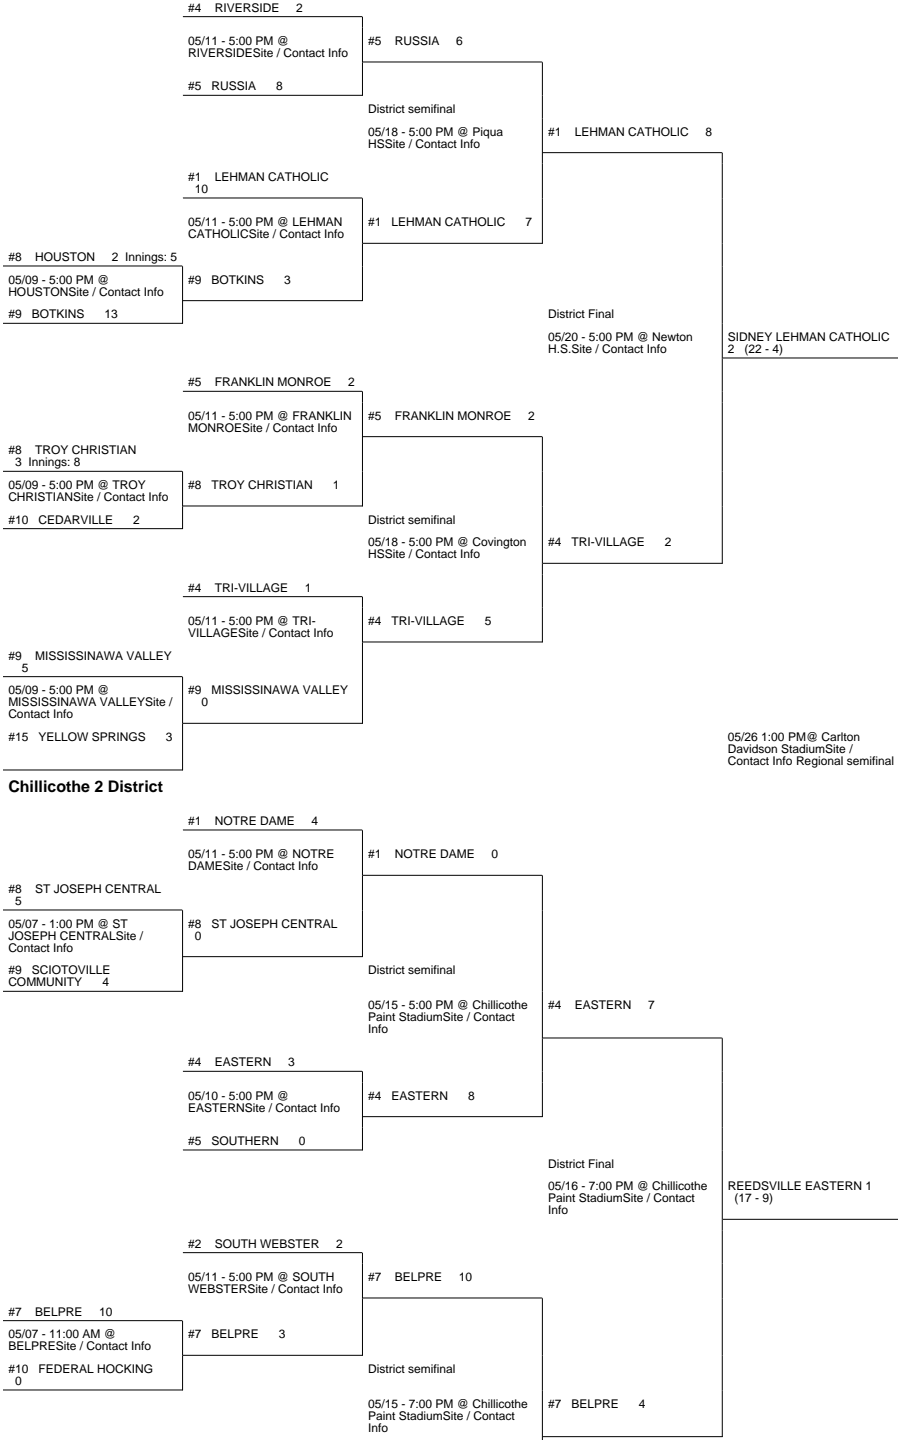 #4 RIVERSIDE 2
05/11 - 5:00 PM @
RIVERSIDESite / Contact Info
#5 RUSSIA 8
#5 RUSSIA 6
District semifinal
05/18 - 5:00 PM @ Piqua
HSSite / Contact Info
#1 LEHMAN CATHOLIC 8
#1 LEHMAN CATHOLIC
10
05/11 - 5:00 PM @ LEHMAN
CATHOLICSite / Contact Info
#1 LEHMAN CATHOLIC 7
#8 HOUSTON 2 Innings: 5
05/09 - 5:00 PM @
HOUSTONSite / Contact Info
#9 BOTKINS 13
#9 BOTKINS 3
District Final
05/20 - 5:00 PM @ Newton
H.S.Site / Contact Info
SIDNEY LEHMAN CATHOLIC
2 (22 - 4)
#5 FRANKLIN MONROE 2
05/11 - 5:00 PM @ FRANKLIN
MONROESite / Contact Info
#5 FRANKLIN MONROE 2
#8 TROY CHRISTIAN
3 Innings: 8
05/09 - 5:00 PM @ TROY
CHRISTIANSite / Contact Info
#10 CEDARVILLE 2
#8 TROY CHRISTIAN 1
District semifinal
05/18 - 5:00 PM @ Covington
HSSite / Contact Info
#4 TRI-VILLAGE 2
#4 TRI-VILLAGE 1
05/11 - 5:00 PM @ TRI-
VILLAGESite / Contact Info
#4 TRI-VILLAGE 5
#9 MISSISSINAWA VALLEY
5
05/09 - 5:00 PM @
MISSISSINAWA VALLEYSite /
Contact Info
#15 YELLOW SPRINGS 3
#9 MISSISSINAWA VALLEY
0
05/26 1:00 PM@ Carlton
Davidson StadiumSite /
Contact Info Regional semifinal
Chillicothe 2 District
#1 NOTRE DAME 4
05/11 - 5:00 PM @ NOTRE
DAMESite / Contact Info
#1 NOTRE DAME 0
#8 ST JOSEPH CENTRAL
5
05/07 - 1:00 PM @ ST
JOSEPH CENTRALSite /
Contact Info
#9 SCIOTOVILLE
COMMUNITY 4
#8 ST JOSEPH CENTRAL
0
District semifinal
05/15 - 5:00 PM @ Chillicothe
Paint StadiumSite / Contact
Info
#4 EASTERN 7
#4 EASTERN 3
05/10 - 5:00 PM @
EASTERNSite / Contact Info
#4 EASTERN 8
#5 SOUTHERN 0
District Final
05/16 - 7:00 PM @ Chillicothe
Paint StadiumSite / Contact
Info
REEDSVILLE EASTERN 1
(17 - 9)
#2 SOUTH WEBSTER 2
05/11 - 5:00 PM @ SOUTH
WEBSTERSite / Contact Info
#7 BELPRE 10
#7 BELPRE 10
05/07 - 11:00 AM @
BELPRESite / Contact Info
#10 FEDERAL HOCKING
0
#7 BELPRE 3
District semifinal
05/15 - 7:00 PM @ Chillicothe
Paint StadiumSite / Contact
Info
#7 BELPRE 4